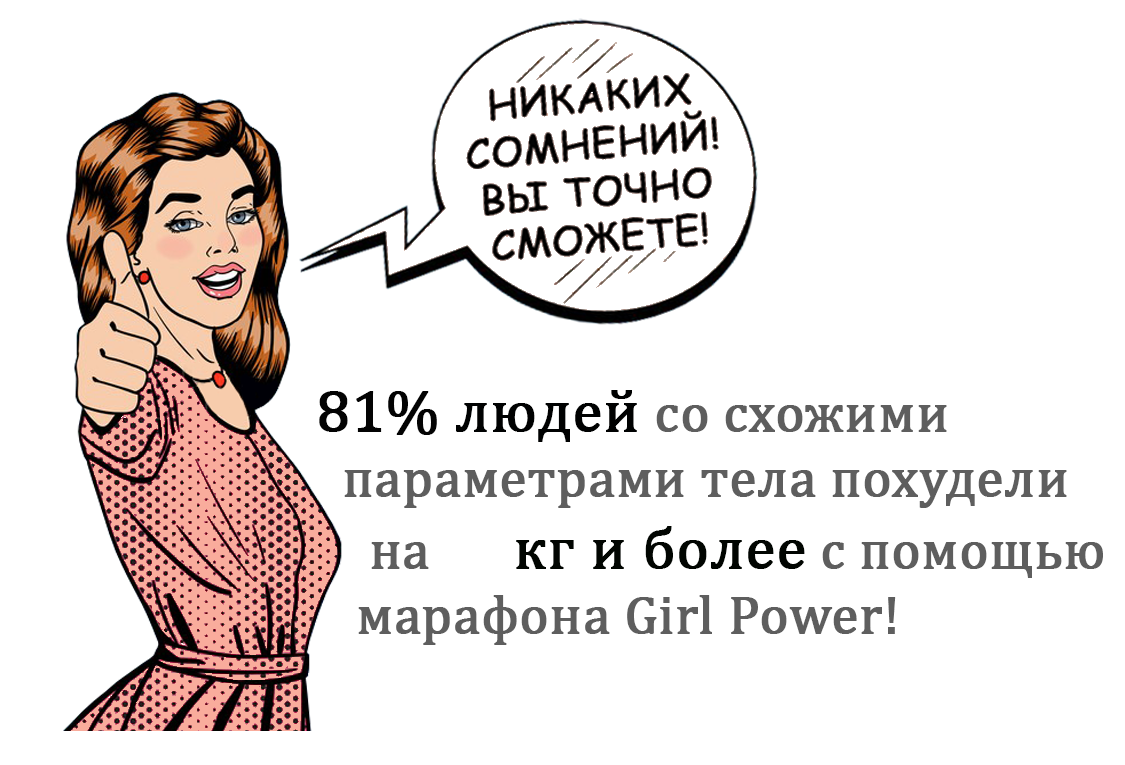 НИКАКИХ
СОМНЕНИЙ!
ВЫ ТОЧНО
СМОЖЕТЕ!
81% людей со схожими
параметрами тела похудели
на кг и более с помощью
марафона Girl Power!